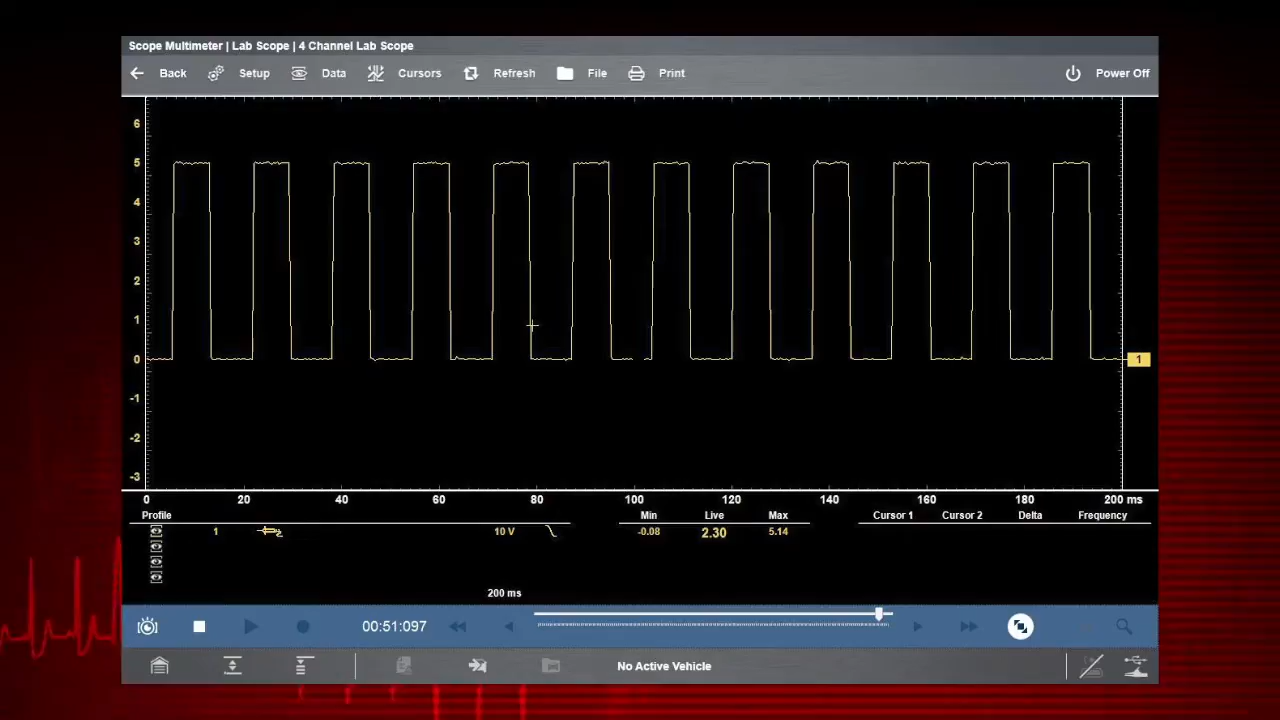 Scope Multimeter | Lab Scope | 4 Channel Lab Scope
Back Setup Data Cursors Refresh File Print Power Off
6
5
4
3
2
1
0
-1
-2
-3
1
0 20 40 60 80 100 120 140 160 180 200 ms
Profile Min Live Max Cursor 1 Cursor 2 Delta Frequency
1 10 V -0.08 2.30 5.14
200 ms
00:51:097
No Active Vehicle